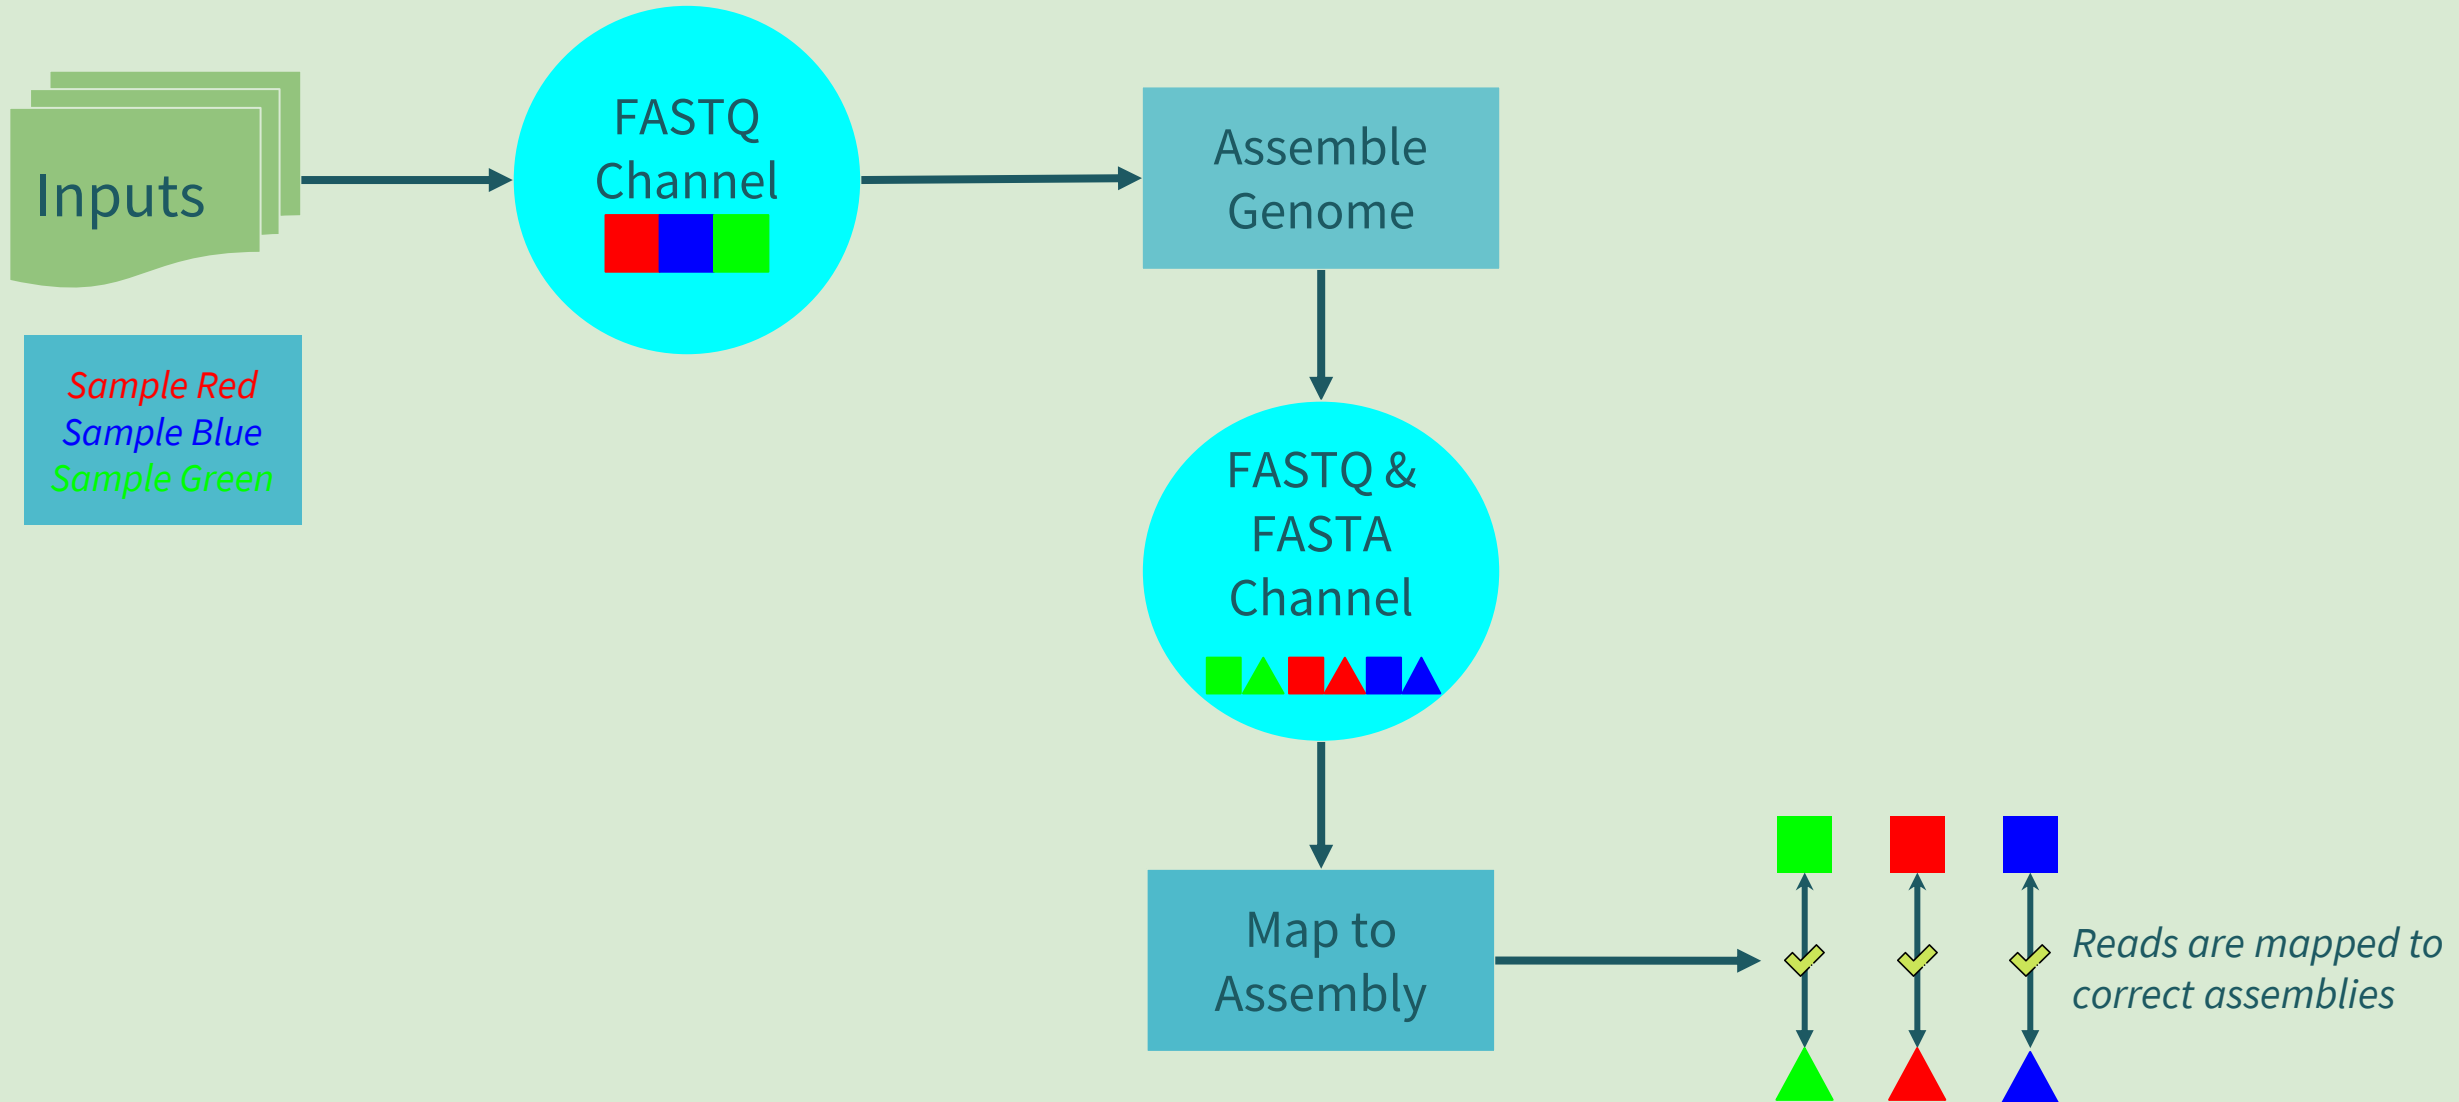 Inputs
Sample Red
Sample Blue
Sample Green
FASTQ
Channel
Assemble
Genome
FASTQ &
FASTA
Channel
Map to
Assembly
Reads are mapped to
correct assemblies